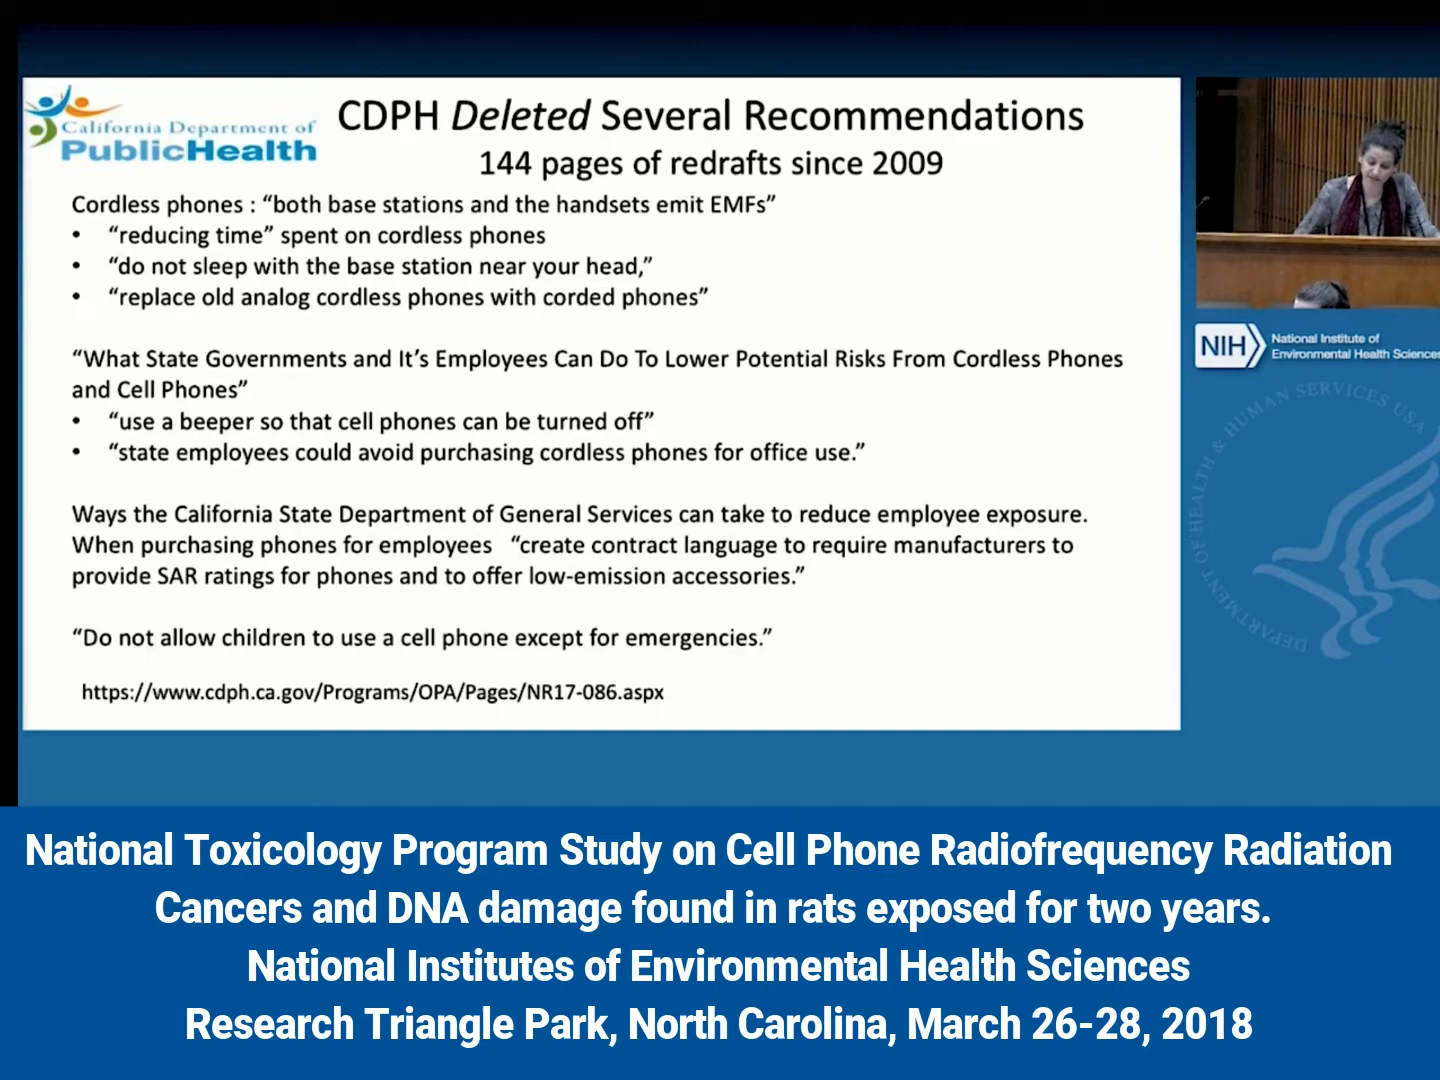 California Department of
PublicHealth
CDPH Deleted Several Recommendations
144 pages of redrafts since 2009
Cordless phones : “both base stations and the handsets emit EMFs”
• “reducing time” spent on cordless phones
• “do not sleep with the base station near your head,”
• “replace old analog cordless phones with corded phones”
“What State Governments and It’s Employees Can Do To Lower Potential Risks From Cordless Phones
and Cell Phones”
• “use a beeper so that cell phones can be turned off”
• “state employees could avoid purchasing cordless phones for office use.”
Ways the California State Department of General Services can take to reduce employee exposure.
When purchasing phones for employees “create contract language to require manufacturers to
provide SAR ratings for phones and to offer low-emission accessories.”
“Do not allow children to use a cell phone except for emergencies.”
https://www.cdph.ca.gov/Programs/OPA/Pages/NR17-086.aspx
NIH
National Institute of
Environmental Health Sciences
DEPARTMENT OF HEALTH & HUMAN SERVICES USA
National Toxicology Program Study on Cell Phone Radiofrequency Radiation
Cancers and DNA damage found in rats exposed for two years.
National Institutes of Environmental Health Sciences
Research Triangle Park, North Carolina, March 26-28, 2018